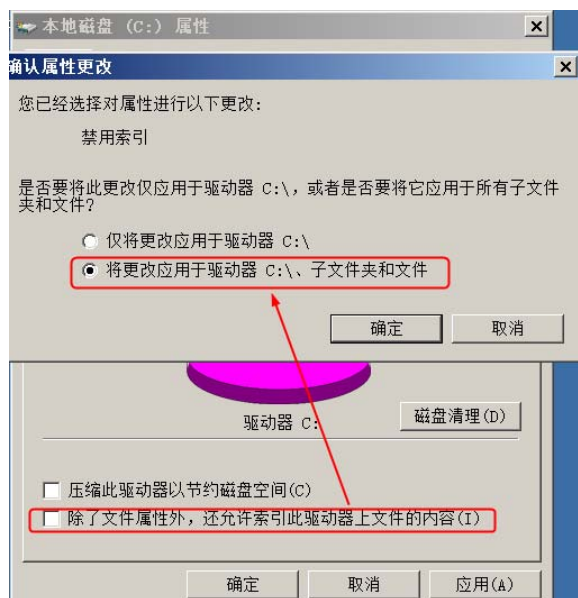 本地磁盘 (C:) 属性
确认属性更改
您已经选择对属性进行以下更改:
禁用索引
是否要将此更改仅应用于驱动器 C:\，或者是否要将它应用于所有子文件
夹和文件?
仅将更改应用于驱动器 C:\
将更改应用于驱动器 C:\、子文件夹和文件
确定 取消
驱动器 C: 磁盘清理(D)
压缩此驱动器以节约磁盘空间(C)
除了文件属性外，还允许索引此驱动器上文件的内容(I)
确定 取消 应用(A)